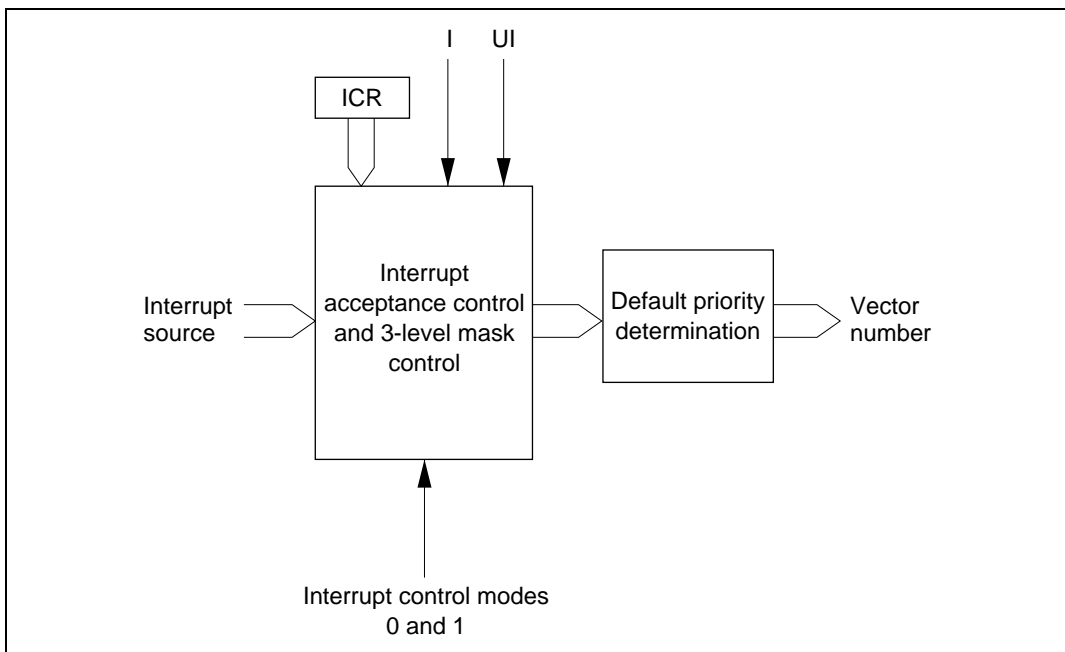 I UI
ICR
Interrupt
acceptance control
and 3-level mask
control
Interrupt
source
Default priority
determination
Vector
number
Interrupt control modes
0 and 1